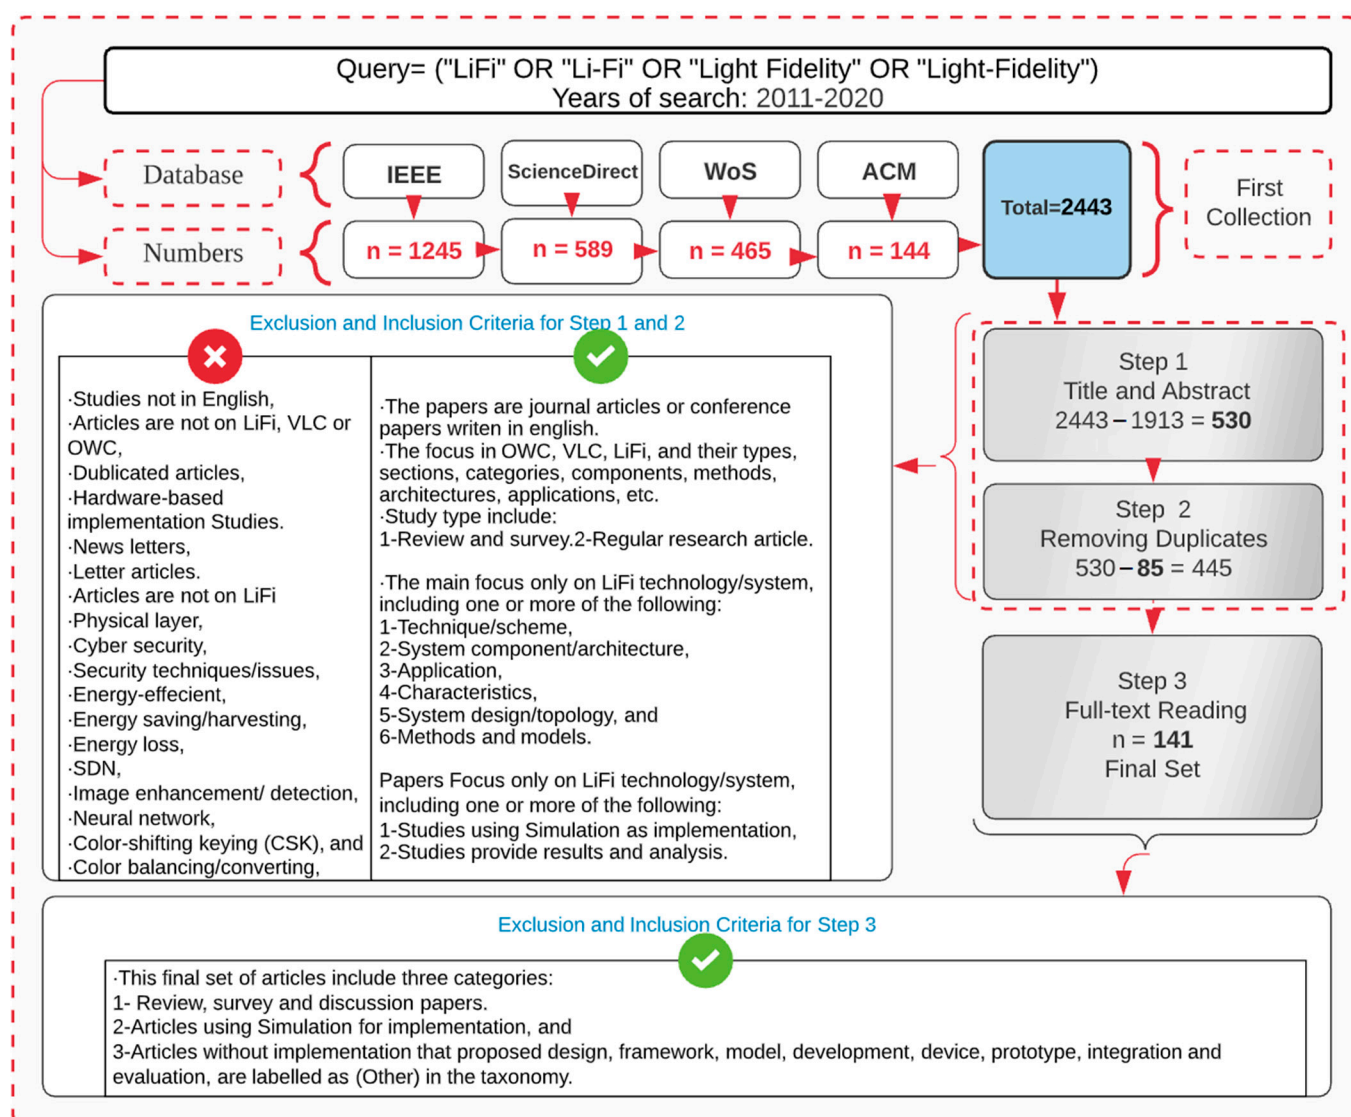 Query= ("LiFi" OR "Li-Fi" OR "Light Fidelity" OR "Light-Fidelity")
Years of search: 2011-2020
Database
IEEE
ScienceDirect
WoS
ACM
Total=2443
First
Collection
Numbers
n = 1245
n = 589
n = 465
n = 144
Exclusion and Inclusion Criteria for Step 1 and 2
·Studies not in English,
·Articles are not on LiFi, VLC or
OWC,
·Dublicated articles,
·Hardware-based
implementation Studies.
·News letters,
·Letter articles.
·Articles are not on LiFi
·Physical layer,
·Cyber security,
·Security techniques/issues,
·Energy-effecient,
·Energy saving/harvesting,
·Energy loss,
·SDN,
·Image enhancement/ detection,
·Neural network,
·Color-shifting keying (CSK), and
·Color balancing/converting,
·The papers are journal articles or conference
papers writen in english.
·The focus in OWC, VLC, LiFi, and their types,
sections, categories, components, methods,
architectures, applications, etc.
·Study type include:
1-Review and survey.2-Regular research article.
·The main focus only on LiFi technology/system,
including one or more of the following:
1-Technique/scheme,
2-System component/architecture,
3-Application,
4-Characteristics,
5-System design/topology, and
6-Methods and models.
Papers Focus only on LiFi technology/system,
including one or more of the following:
1-Studies using Simulation as implementation,
2-Studies provide results and analysis.
Step 1
Title and Abstract
2443 – 1913 = 530
Step 2
Removing Duplicates
530 – 85 = 445
Step 3
Full-text Reading
n = 141
Final Set
Exclusion and Inclusion Criteria for Step 3
·This final set of articles include three categories:
1- Review, survey and discussion papers.
2-Articles using Simulation for implementation, and
3-Articles without implementation that proposed design, framework, model, development, device, prototype, integration and
evaluation, are labelled as (Other) in the taxonomy.